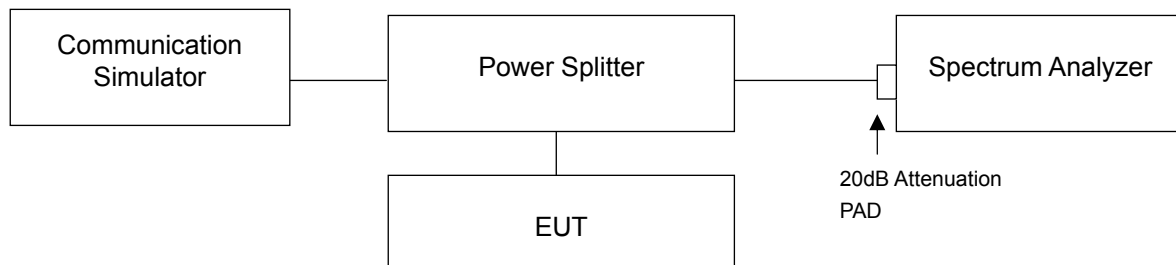 Communication
Simulator
Power Splitter
Spectrum Analyzer
20dB Attenuation
PAD
EUT